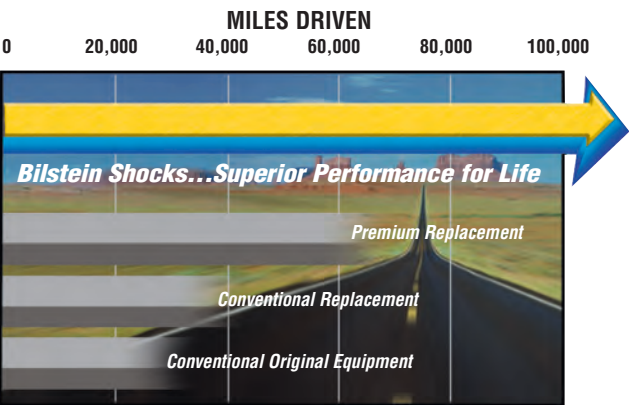 MILES DRIVEN
0 20,000 40,000 60,000 80,000 100,000
Bilstein Shocks...Superior Performance for Life
Premium Replacement
Conventional Replacement
Conventional Original Equipment